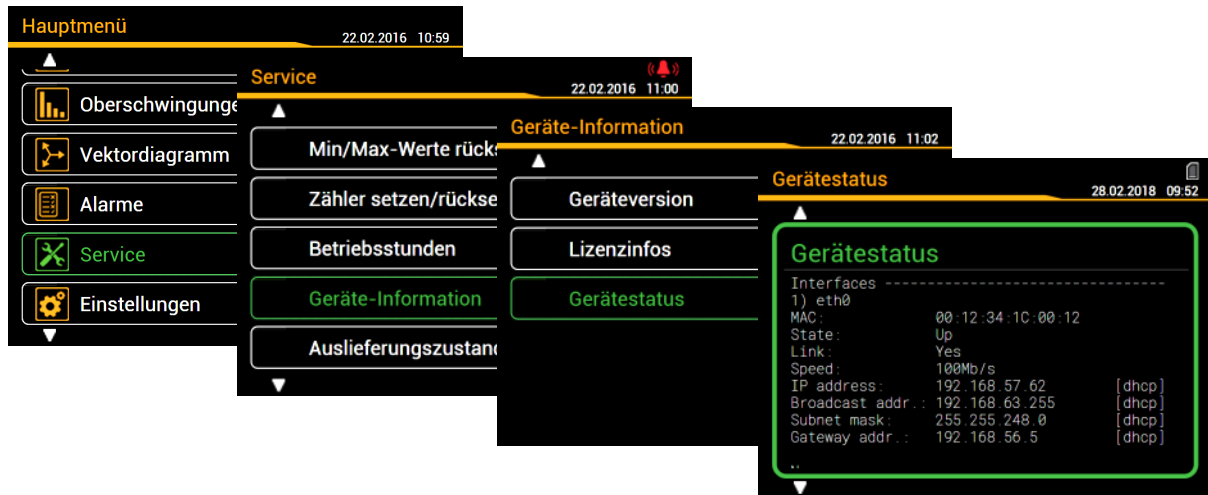 Hauptmenü
22.02.2016 10:59
Oberschwingunge
Vektordiagramm
Alarme
Service
Einstellungen
Service
22.02.2016 11:00
Min/Max-Werte rücks
Zähler setzen/rückse
Betriebsstunden
Geräte-Information
Auslieferungszustand
Geräte-Information
22.02.2016 11:02
Geräteversion
Lizenzinfos
Gerätestatus
Gerätestatus
28.02.2018 09:52
Gerätestatus
Interfaces ----------------------------------
1) eth0
MAC: 00:12:34:1C:00:12
State: Up
Link: Yes
Speed: 100Mb/s
IP address: 192.168.57.62 [dhcp]
Broadcast addr.: 192.168.63.255 [dhcp]
Subnet mask: 255.255.248.0 [dhcp]
Gateway addr.: 192.168.56.5 [dhcp]